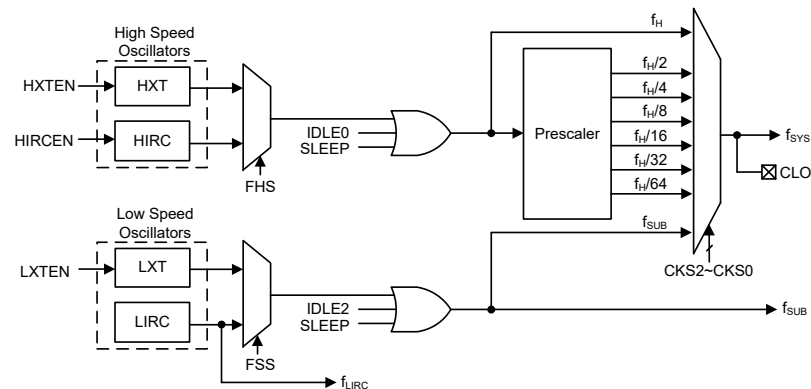 High Speed
Oscillators
HXTEN
HXT
HIRCEN
HIRC
FHS
IDLE0
SLEEP
Prescaler
fH
fH/2
fH/4
fH/8
fH/16
fH/32
fH/64
fSUB
CKS2~CKS0
fSYS
CLO
Low Speed
Oscillators
LXTEN
LXT
LIRC
FSS
IDLE2
SLEEP
fSUB
fLIRC